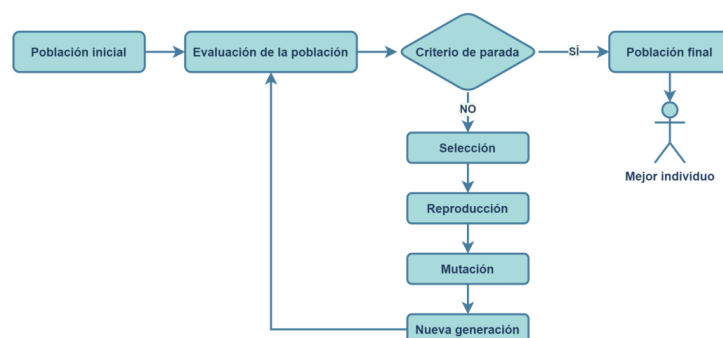 Población inicial
Evaluación de la población
Criterio de parada
SÍ
Población final
NO
Mejor individuo
Selección
Reproducción
Mutación
Nueva generación